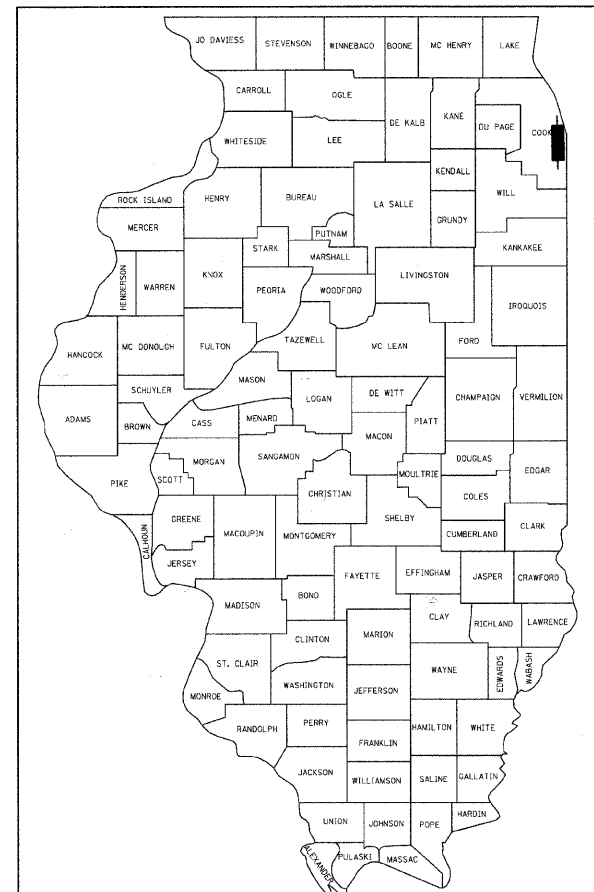 JO DAVIESS
STEVENSON
WINNEBAGO
BOONE
MC HENRY
LAKE
CARROLL
OGLE
DE KALB
KANE
DU PAGE
COOK
WHITESIDE
LEE
KENDALL
WILL
ROCK ISLAND
HENRY
BUREAU
LA SALLE
GRUNDY
MERCER
PUTNAM
STARK
MARSHALL
KANKAKEE
HENDERSON
WARREN
KNOX
PEORIA
WOODFORD
LIVINGSTON
IROQUOIS
HANCOCK
MC DONOUGH
FULTON
TAZEWELL
MC LEAN
FORD
MASON
SCHUYLER
LOGAN
DE WITT
CHAMPAIGN
VERMILION
ADAMS
BROWN
CASS
MENARD
MACON
PIATT
MORGAN
SANGAMON
DOUGLAS
EDGAR
PIKE
SCOTT
CHRISTIAN
MOULTRIE
COLES
GREENE
MACOUPIN
MONTGOMERY
SHELBY
CUMBERLAND
CLARK
CALHOUN
JERSEY
FAYETTE
EFFINGHAM
JASPER
CRAWFORD
MADISON
BOND
CLAY
RICHLAND
LAWRENCE
CLINTON
MARION
ST. CLAIR
WAYNE
EDWARDS
WABASH
MONROE
WASHINGTON
JEFFERSON
RANDOLPH
PERRY
HAMILTON
WHITE
FRANKLIN
JACKSON
WILLIAMSON
SALINE
GALLATIN
UNION
JOHNSON
POPE
HARDIN
ALEXANDER
PULASKI
MASSAC